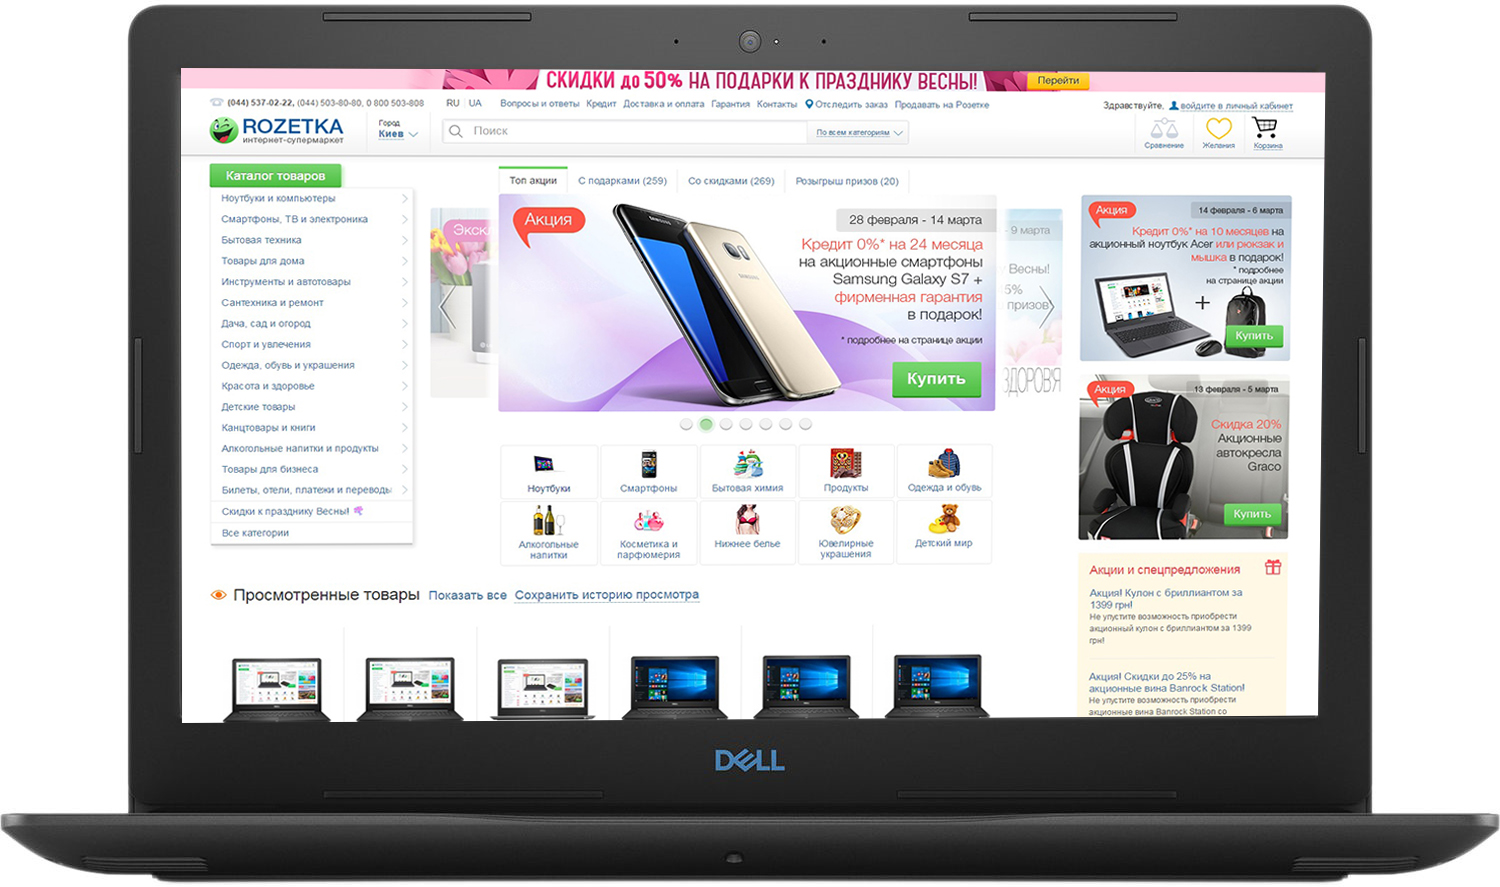 СКИДКИ до 50% НА ПОДАРКИ К ПРАЗДНИКУ ВЕСНЫ!
Перейти
(044) 537-02-22, (044) 503-80-80, 0 800 503-808
RU UA
Вопросы и ответы Кредит Доставка и оплата Гарантия Контакты Отследить заказ Продавать на Розетке
Здравствуйте, войдите в личный кабинет
ROZETKA
интернет-супермаркет
Город
Киев
Поиск
По всем категориям
Сравнение
Желания
Корзина
Каталог товаров
Ноутбуки и компьютеры
Смартфоны, ТВ и электроника
Бытовая техника
Товары для дома
Инструменты и автотовары
Сантехника и ремонт
Дача, сад и огород
Спорт и увлечения
Одежда, обувь и украшения
Красота и здоровье
Детские товары
Канцтовары и книги
Алкогольные напитки и продукты
Товары для бизнеса
Билеты, отели, платежи и переводы
Скидки к празднику Весны!
Все категории
Топ акции
С подарками (259)
Со скидками (269)
Розыгрыш призов (20)
Экскл
Акция
SAMSUNG
SAMSUNG
28 февраля - 14 марта
Кредит 0%* на 24 месяца
на акционные смартфоны
Samsung Galaxy S7 +
фирменная гарантия
в подарок!
* подробнее на странице акции
Купить
- 9 марта
Весны!
5%
призов
ЗДОРОВЯ
Ноутбуки
Смартфоны
Бытовая химия
Продукты
Одежда и обувь
Алкогольные
напитки
Косметика и
парфюмерия
Нижнее белье
Ювелирные
украшения
Детский мир
Акция
14 февраля - 6 марта
Кредит 0%* на 10 месяцев на
акционный ноутбук Acer или рюкзак и
мышка в подарок!
* подробнее
на странице акции
+
Купить
Акция
13 февраля - 5 марта
Скидка 20%
Акционные
автокресла
Graco
Купить
Акции и спецпредложения
Акция! Кулон с бриллиантом за
1399 грн!
Не упустите возможность приобрести
акционный кулон с бриллиантом за 1399
грн!
Акция! Скидки до 25% на
акционные вина Banrock Station!
Не упустите возможность приобрести
акционные вина Banrock Station со
Просмотренные товары Показать все Сохранить историю просмотра
DELL